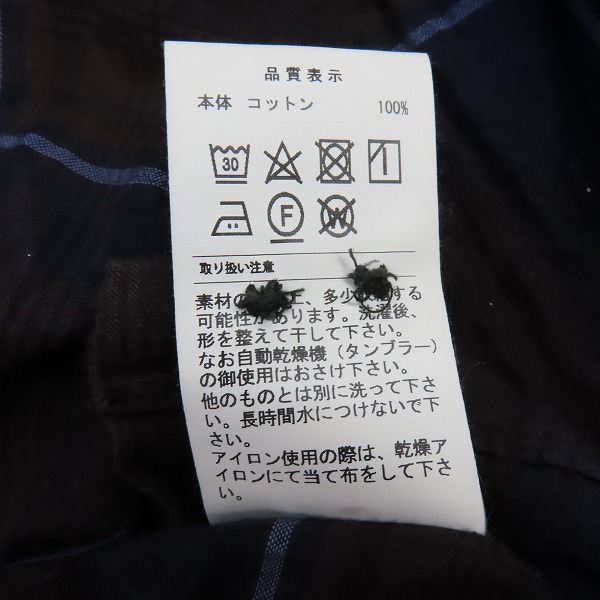 品質表示
本体 コットン 100%
30
F
W
取り扱い注意
素材の 上、多少 する
可能性があります。洗濯後、
形を整えて干して下さい。
なお自動乾燥機（タンブラー）
の御使用はおさけ下さい。
他のものとは別に洗って下さ
い。長時間水につけないで下
さい。
アイロン使用の際は、乾燥ア
イロンにて当て布をして下さ
い。